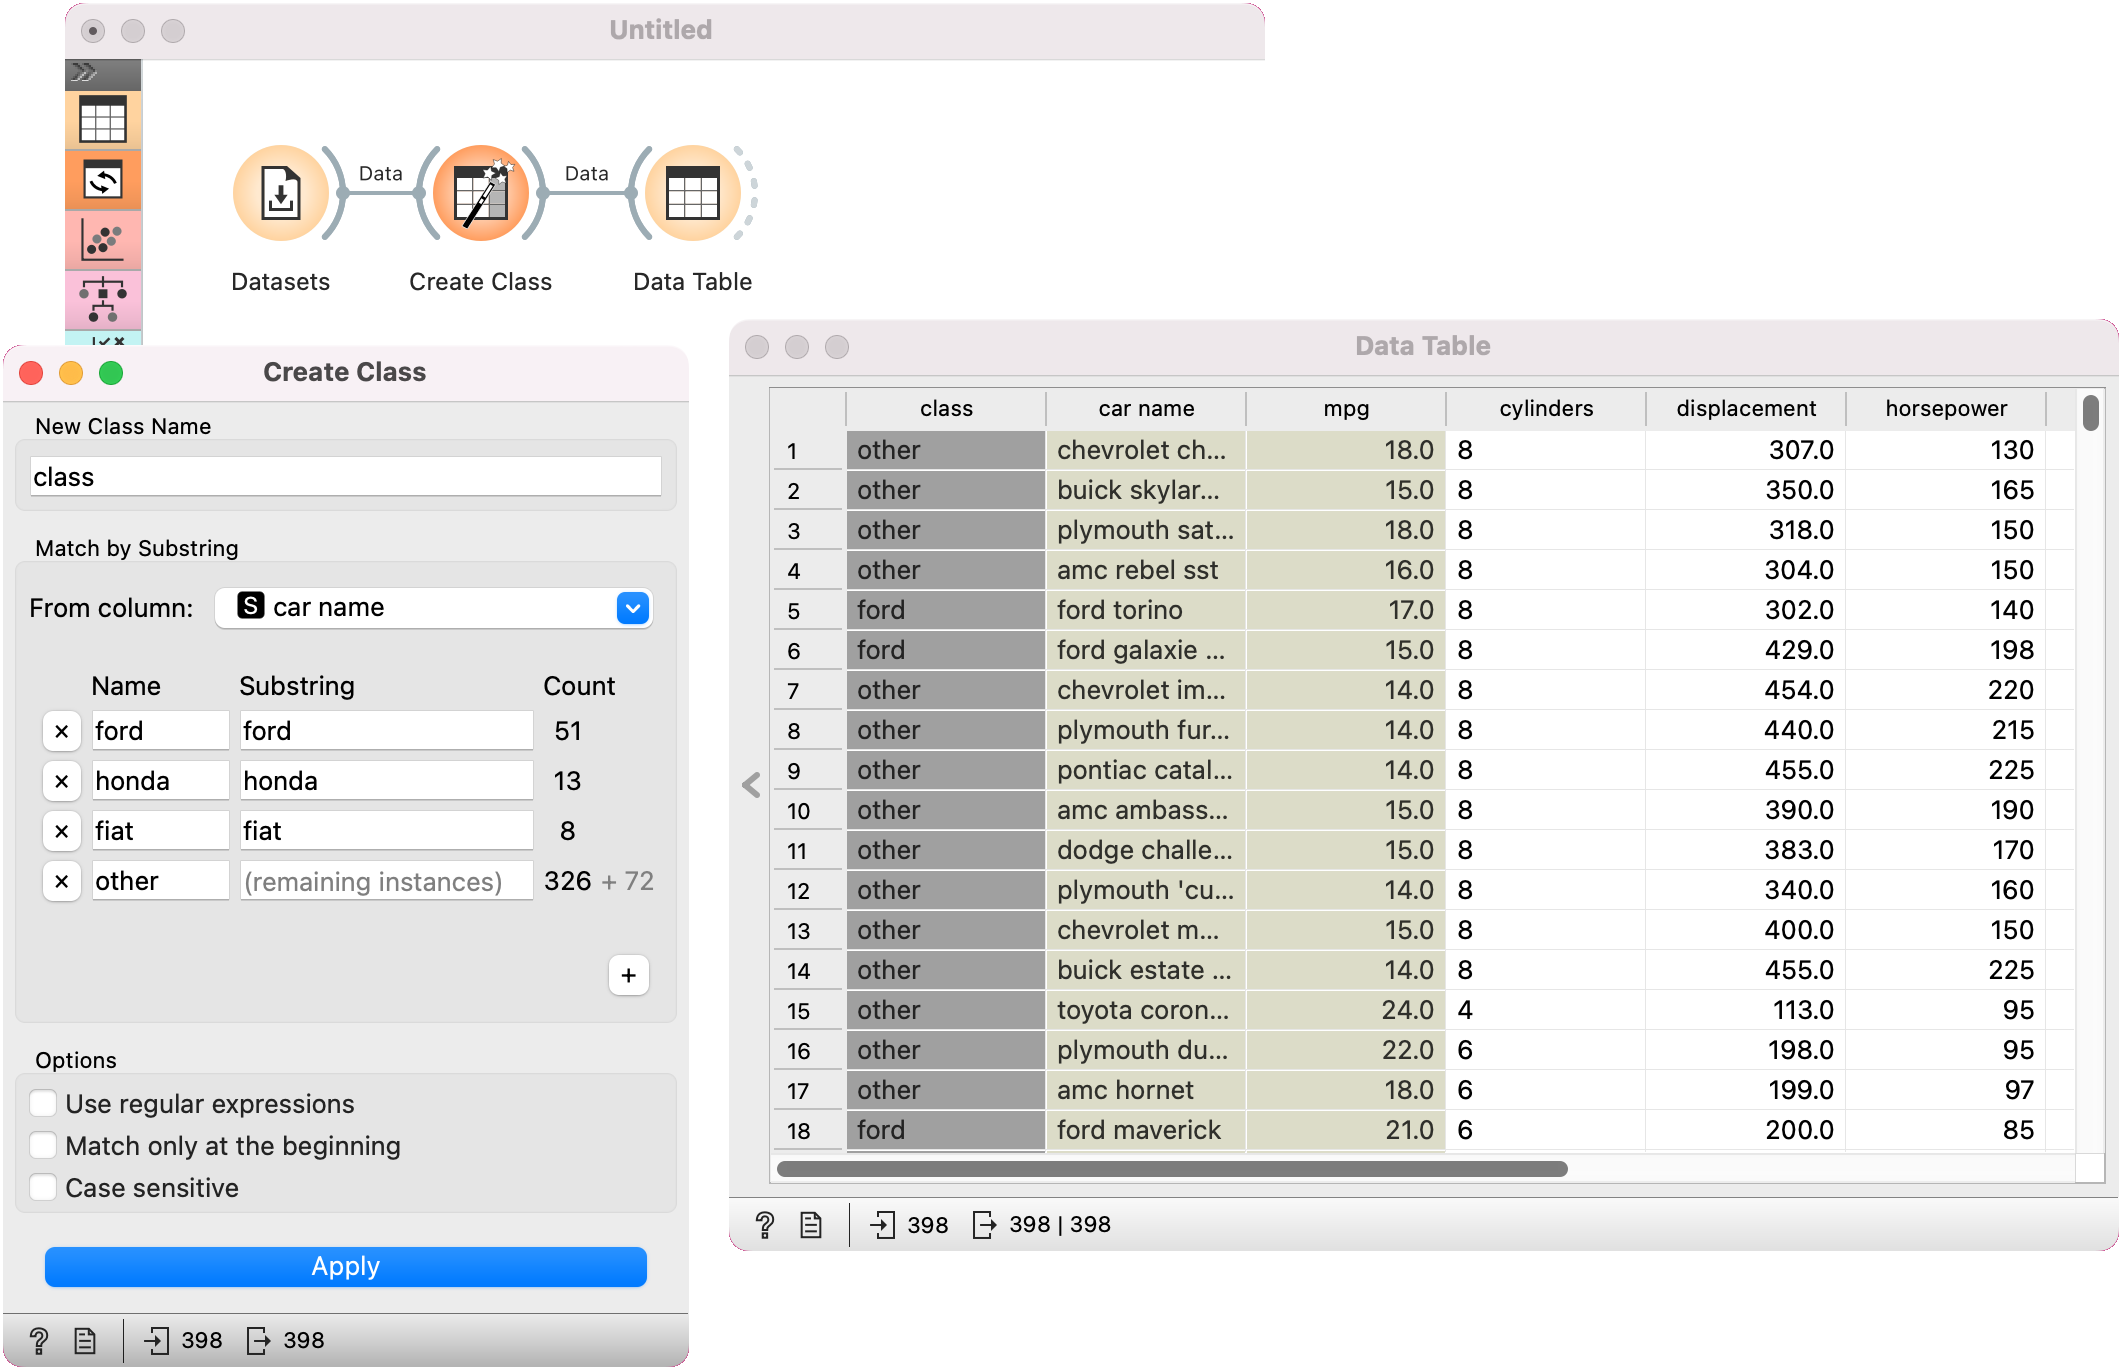 Untitled
Data
Data
Datasets
Create Class
Data Table
Create Class
New Class Name
class
Match by Substring
From column:
S car name
Name Substring Count
× ford ford 51
× honda honda 13
× fiat fiat 8
× other (remaining instances) 326 + 72
+
Options
Use regular expressions
Match only at the beginning
Case sensitive
Apply
? 398 398
Data Table
class car name mpg cylinders displacement horsepower
1 other chevrolet ch... 18.0 8 307.0 130
2 other buick skylar... 15.0 8 350.0 165
3 other plymouth sat... 18.0 8 318.0 150
4 other amc rebel sst 16.0 8 304.0 150
5 ford ford torino 17.0 8 302.0 140
6 ford ford galaxie ... 15.0 8 429.0 198
7 other chevrolet im... 14.0 8 454.0 220
8 other plymouth fur... 14.0 8 440.0 215
9 other pontiac catal... 14.0 8 455.0 225
10 other amc ambass... 15.0 8 390.0 190
11 other dodge challe... 15.0 8 383.0 170
12 other plymouth 'cu... 14.0 8 340.0 160
13 other chevrolet m... 15.0 8 400.0 150
14 other buick estate ... 14.0 8 455.0 225
15 other toyota coron... 24.0 4 113.0 95
16 other plymouth du... 22.0 6 198.0 95
17 other amc hornet 18.0 6 199.0 97
18 ford ford maverick 21.0 6 200.0 85
? 398 398 | 398